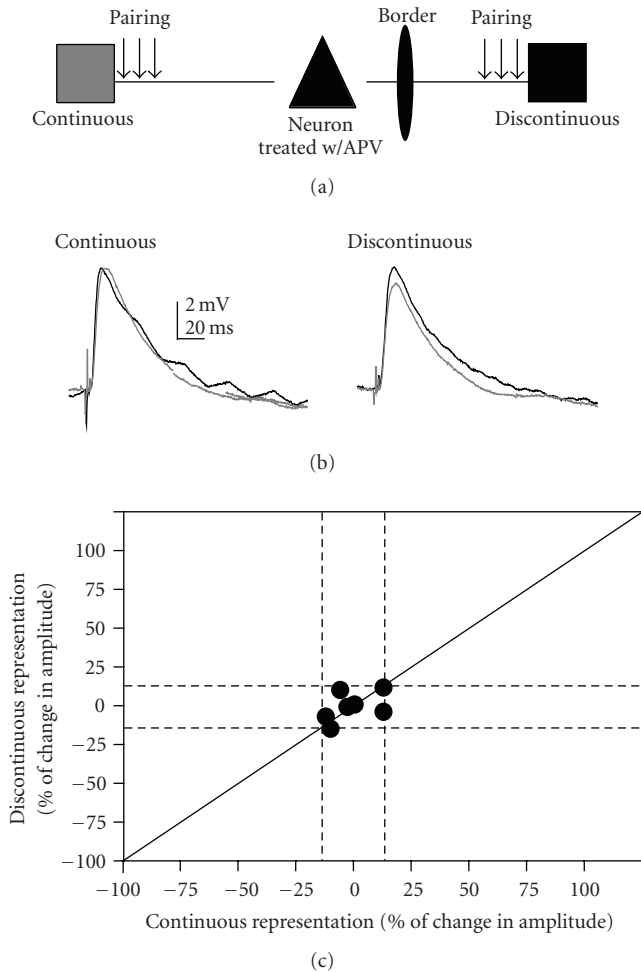 Pairing
Border
Pairing
Continuous
Neuron
treated w/APV
Discontinuous
(a)
Continuous
Discontinuous
2 mV
20 ms
(b)
Discontinuous representation
(% of change in amplitude)
100
75
50
25
0
−25
−50
−75
−100
−100
−75
−50
−25
0
25
50
75
100
Continuous representation (% of change in amplitude)
(c)